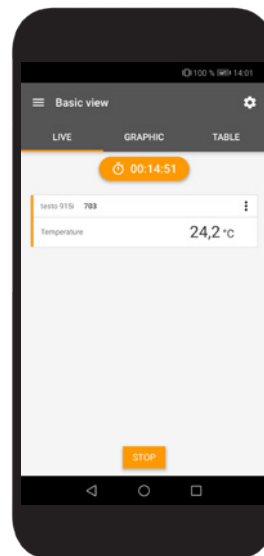 100 % 14:01
Basic view
LIVE GRAPHIC TABLE
00:14:51
testo 915i 703
Temperature 24,2 °C
STOP